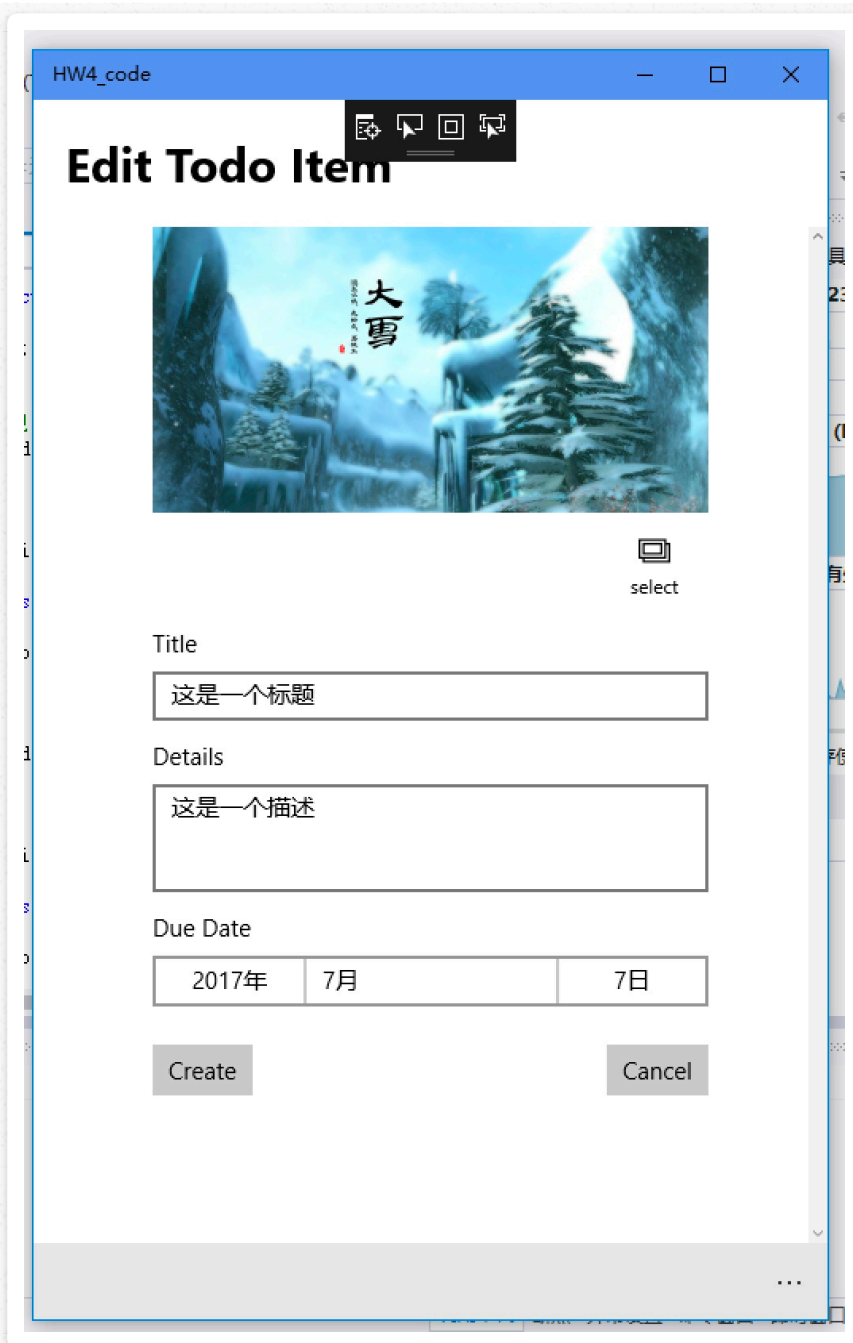 HW4_code
Edit Todo Item
大雪
select
Title
这是一个标题
Details
这是一个描述
Due Date
2017年 7月 7日
Create Cancel
...